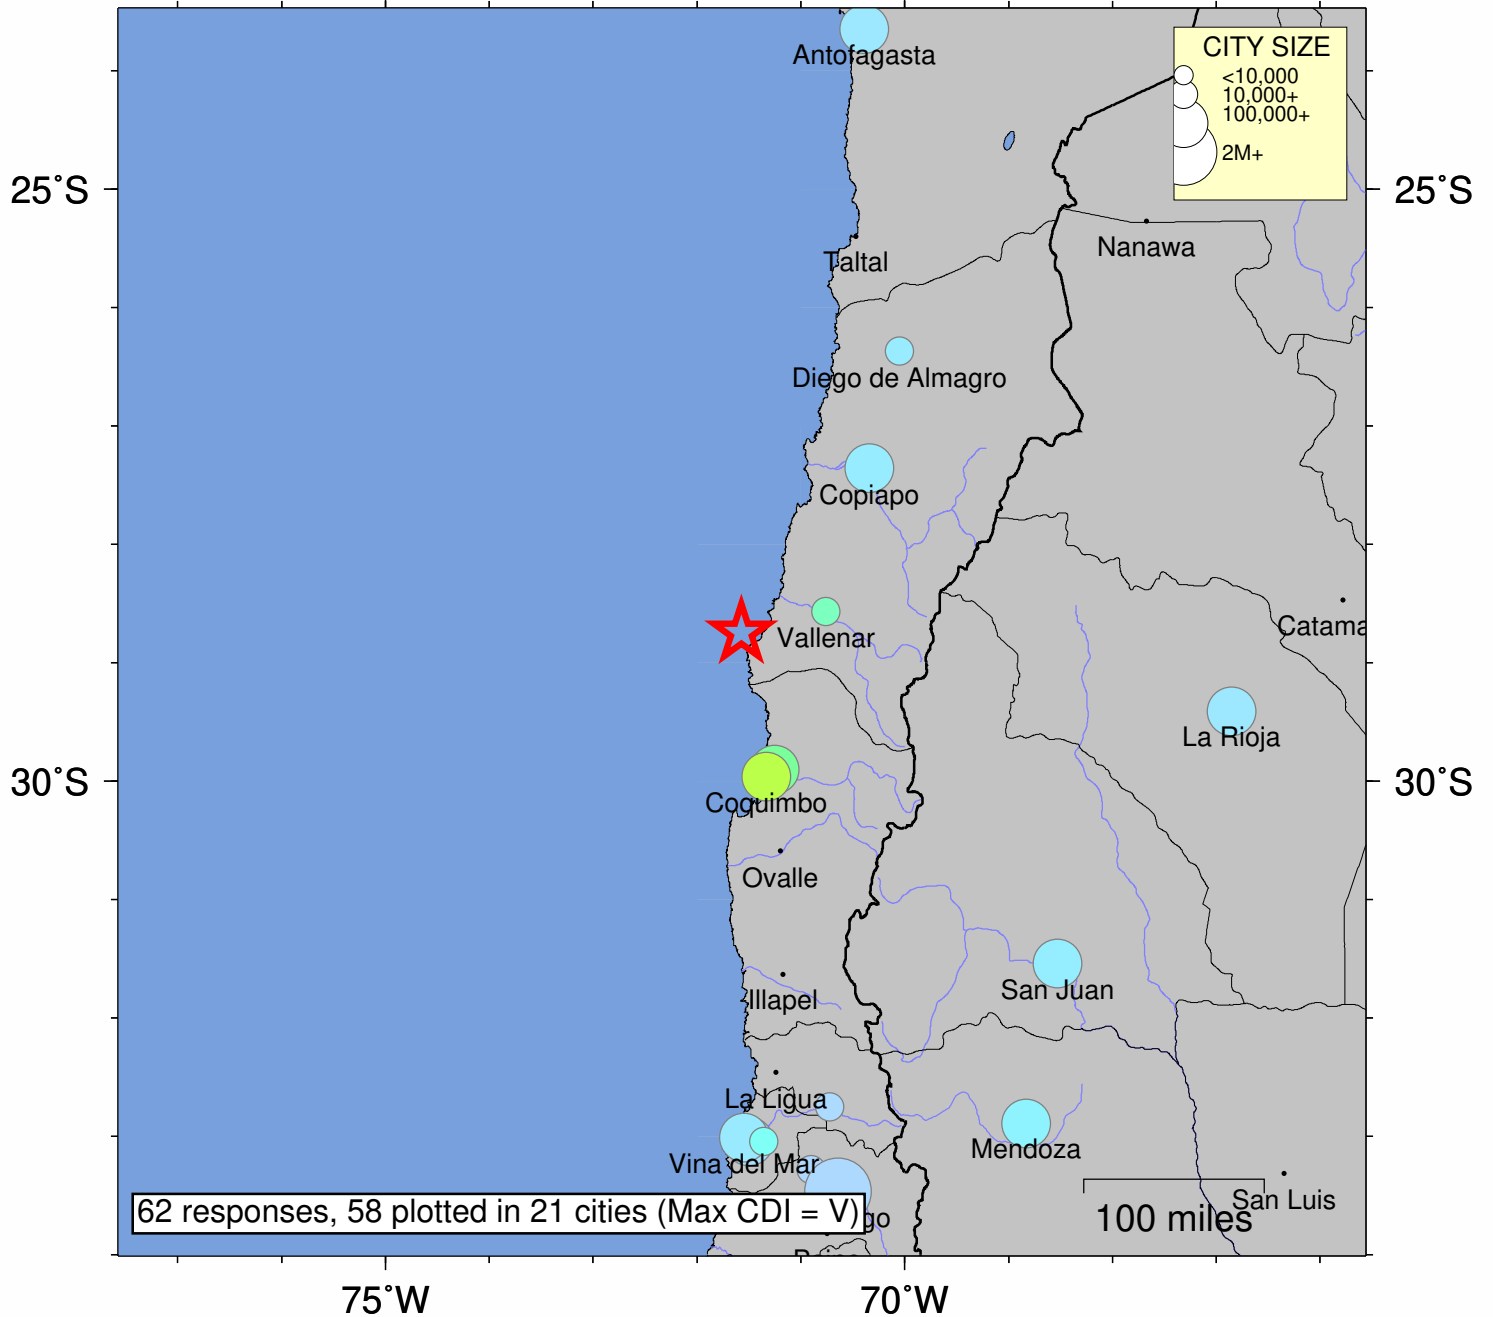 CITY SIZE
<10,000
10,000+
100,000+
2M+
Antofagasta
25°S
25°S
Nanawa
Taltal
Diego de Almagro
Copiapo
Catama
Vallenar
La Rioja
30°S
30°S
Coquimbo
Ovalle
San Juan
Illapel
La Ligua
Mendoza
Vina del Mar
San Luis
62 responses, 58 plotted in 21 cities (Max CDI = V)
go
100 miles
75°W
70°W